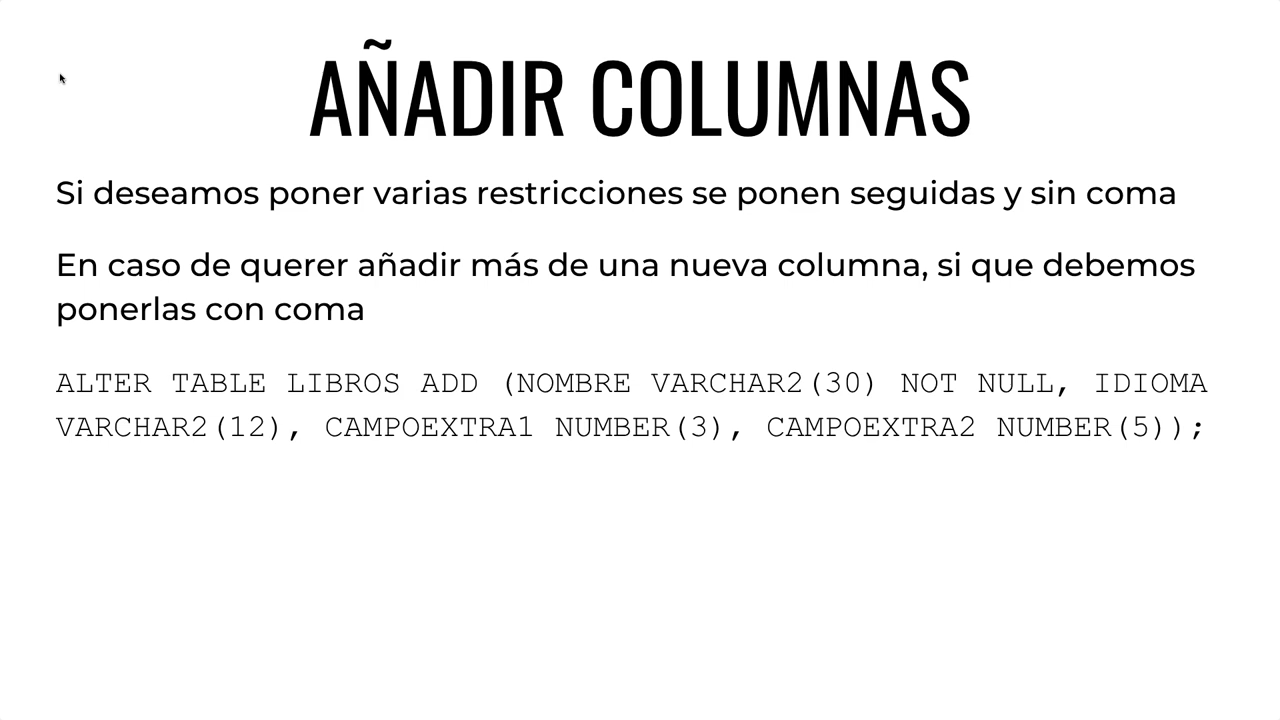 AÑADIR COLUMNAS
Si deseamos poner varias restricciones se ponen seguidas y sin coma
En caso de querer añadir más de una nueva columna, si que debemos
ponerlas con coma
ALTER TABLE LIBROS ADD (NOMBRE VARCHAR2(30) NOT NULL, IDIOMA
VARCHAR2(12), CAMPOEXTRA1 NUMBER(3), CAMPOEXTRA2 NUMBER(5));